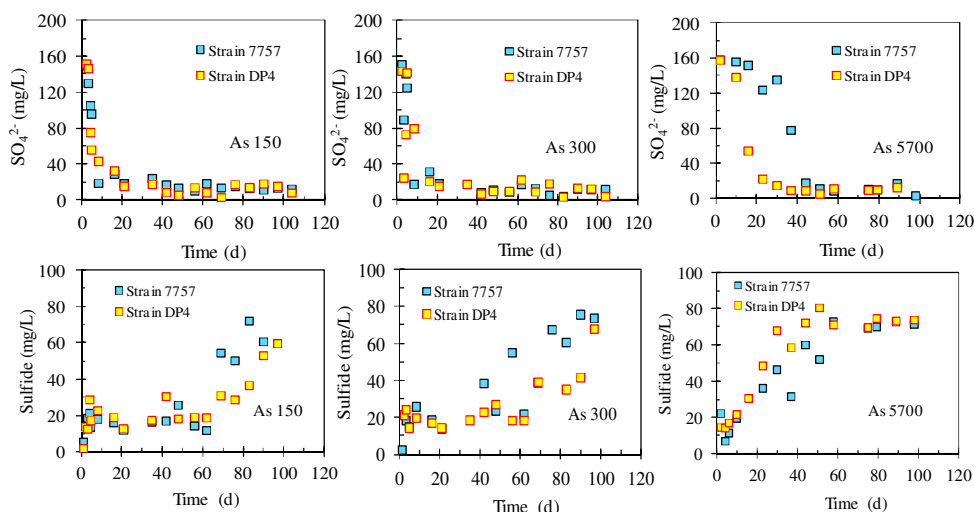 200
160
120
80
40
0
SO₄²⁻ (mg/L)
Strain 7757
Strain DP4
As 150
0 20 40 60 80 100 120
Time (d)
200
160
120
80
40
0
SO₄²⁻ (mg/L)
Strain 7757
Strain DP4
As 300
0 20 40 60 80 100 120
Time (d)
200
160
120
80
40
0
SO₄²⁻ (mg/L)
Strain 7757
Strain DP4
As 5700
0 20 40 60 80 100 120
Time (d)
100
80
60
40
20
0
Sulfide (mg/L)
Strain 7757
Strain DP4
As 150
0 20 40 60 80 100 120
Time (d)
100
80
60
40
20
0
Sulfide (mg/L)
Strain 7757
Strain DP4
As 300
0 20 40 60 80 100 120
Time (d)
100
80
60
40
20
0
Sulfide (mg/L)
Strain 7757
Strain DP4
As 5700
0 20 40 60 80 100 120
Time (d)